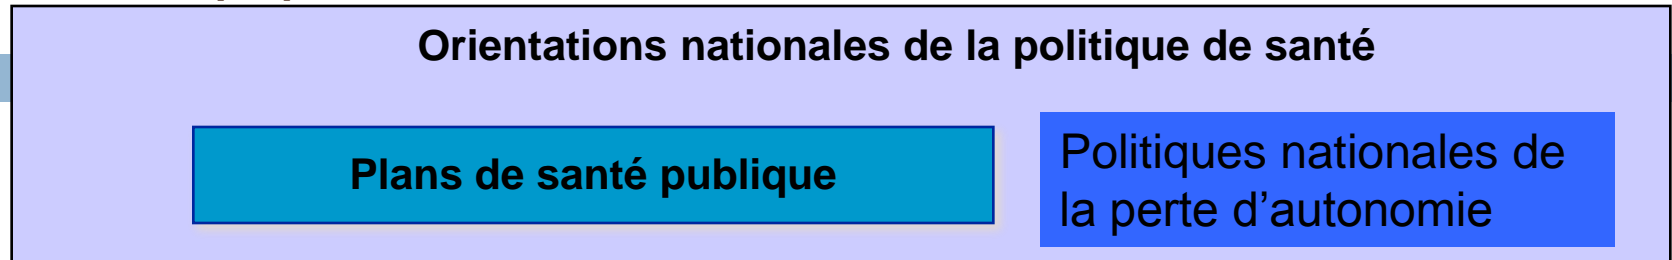 Orientations nationales de la politique de santé
Plans de santé publique
Politiques nationales de
la perte d’autonomie